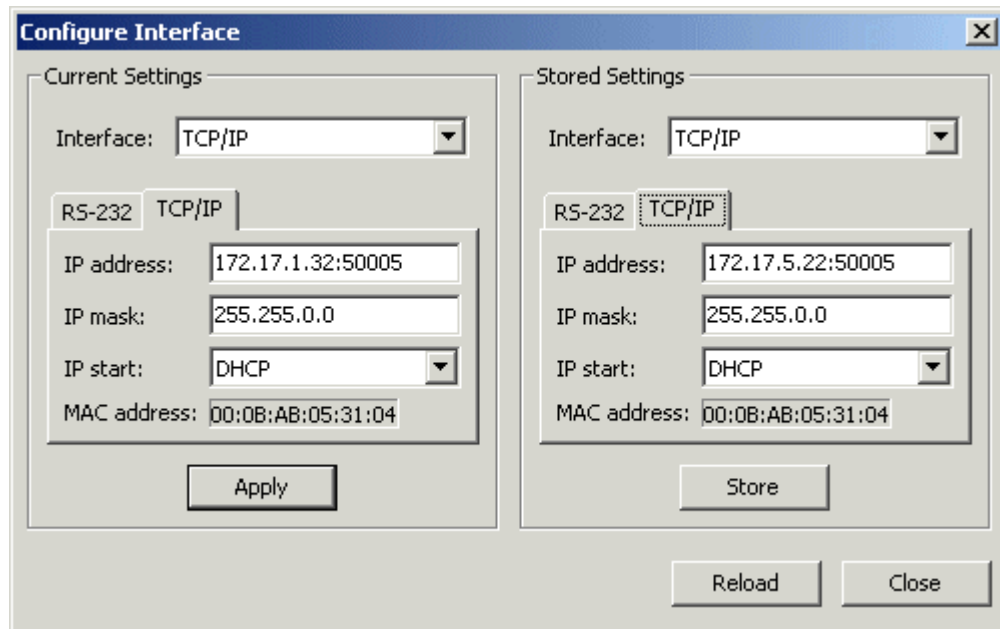 Configure Interface
Current Settings
Interface: TCP/IP
RS-232 TCP/IP
IP address: 172.17.1.32:50005
IP mask: 255.255.0.0
IP start: DHCP
MAC address: 00:0B:AB:05:31:04
Apply
Stored Settings
Interface: TCP/IP
RS-232 TCP/IP
IP address: 172.17.5.22:50005
IP mask: 255.255.0.0
IP start: DHCP
MAC address: 00:0B:AB:05:31:04
Store
Reload Close